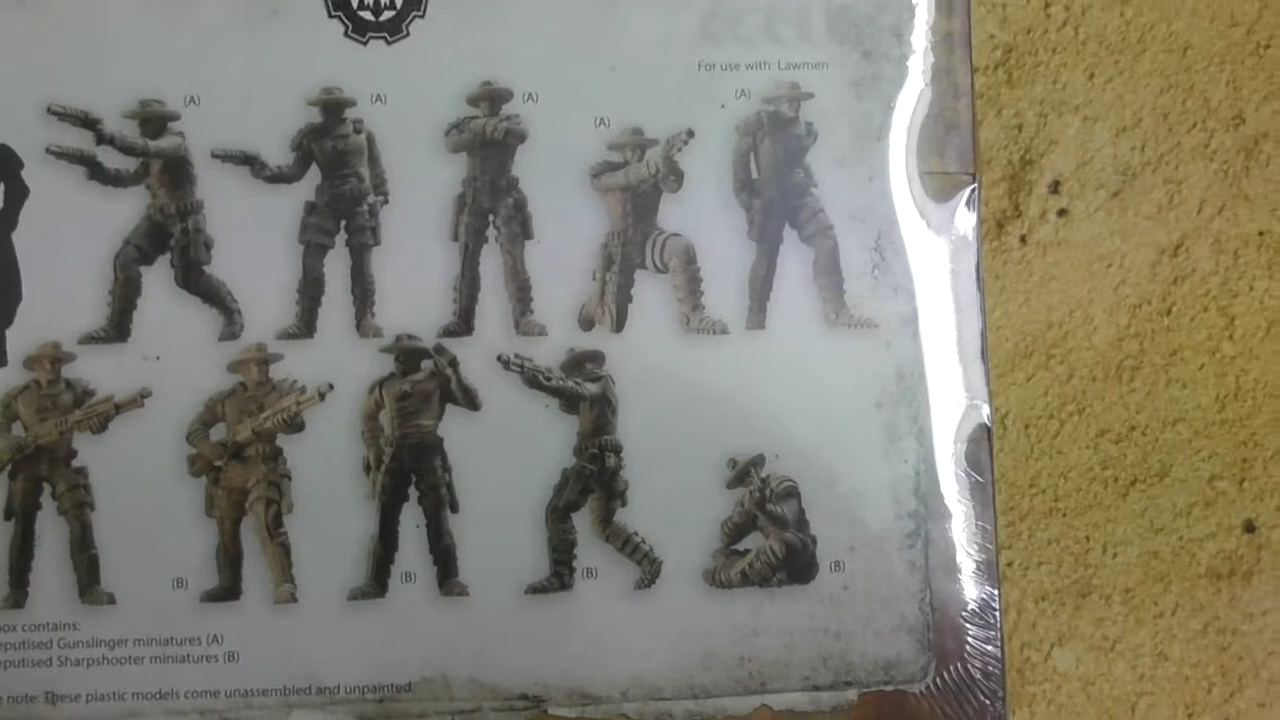 For use with: Lawmen
(A)
(A)
(A)
(A)
(A)
(B)
(B)
(B)
(B)
ox contains:
eputised Gunslinger miniatures (A)
eputised Sharpshooter miniatures (B)
e note: These plastic models come unassembled and unpainted.